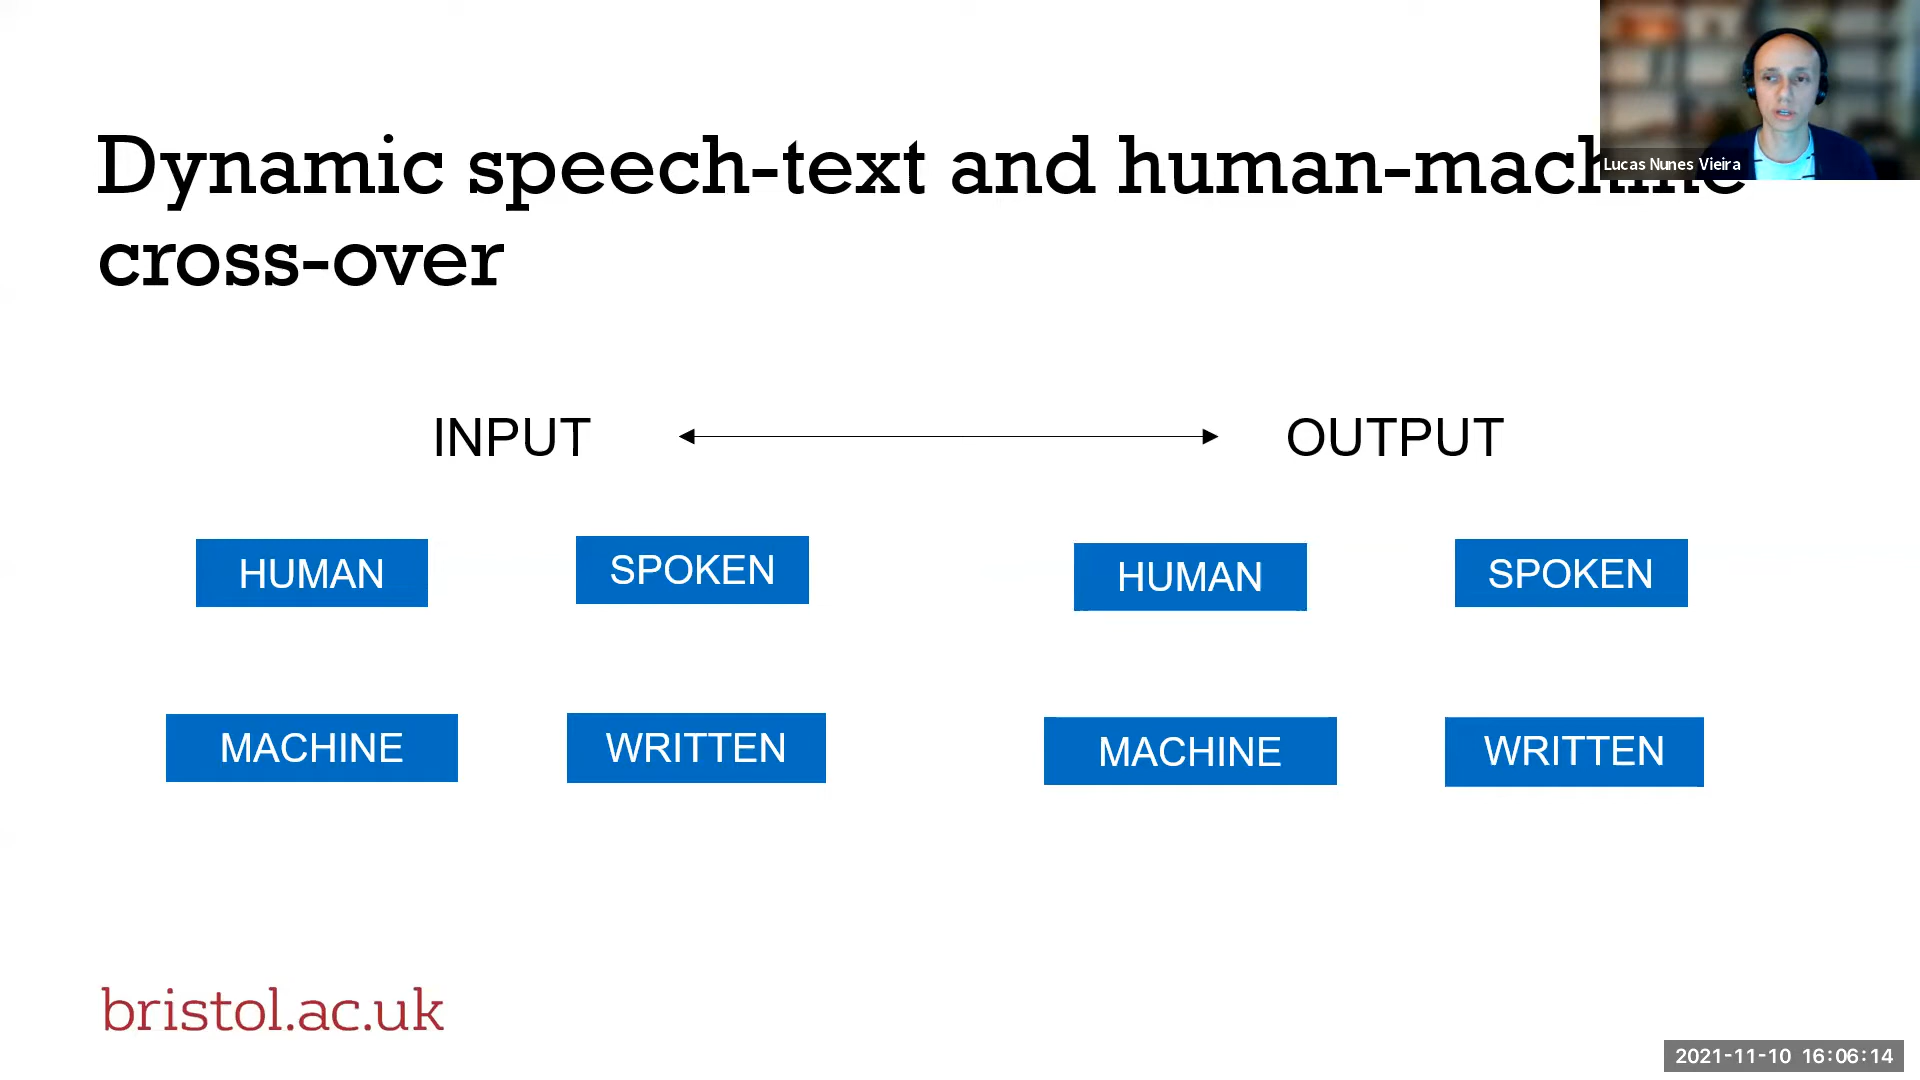 Dynamic speech-text and human-machine
cross-over
Lucas Nunes Vieira
INPUT OUTPUT
HUMAN SPOKEN HUMAN SPOKEN
MACHINE WRITTEN MACHINE WRITTEN
bristol.ac.uk
2021-11-10 16:06:14